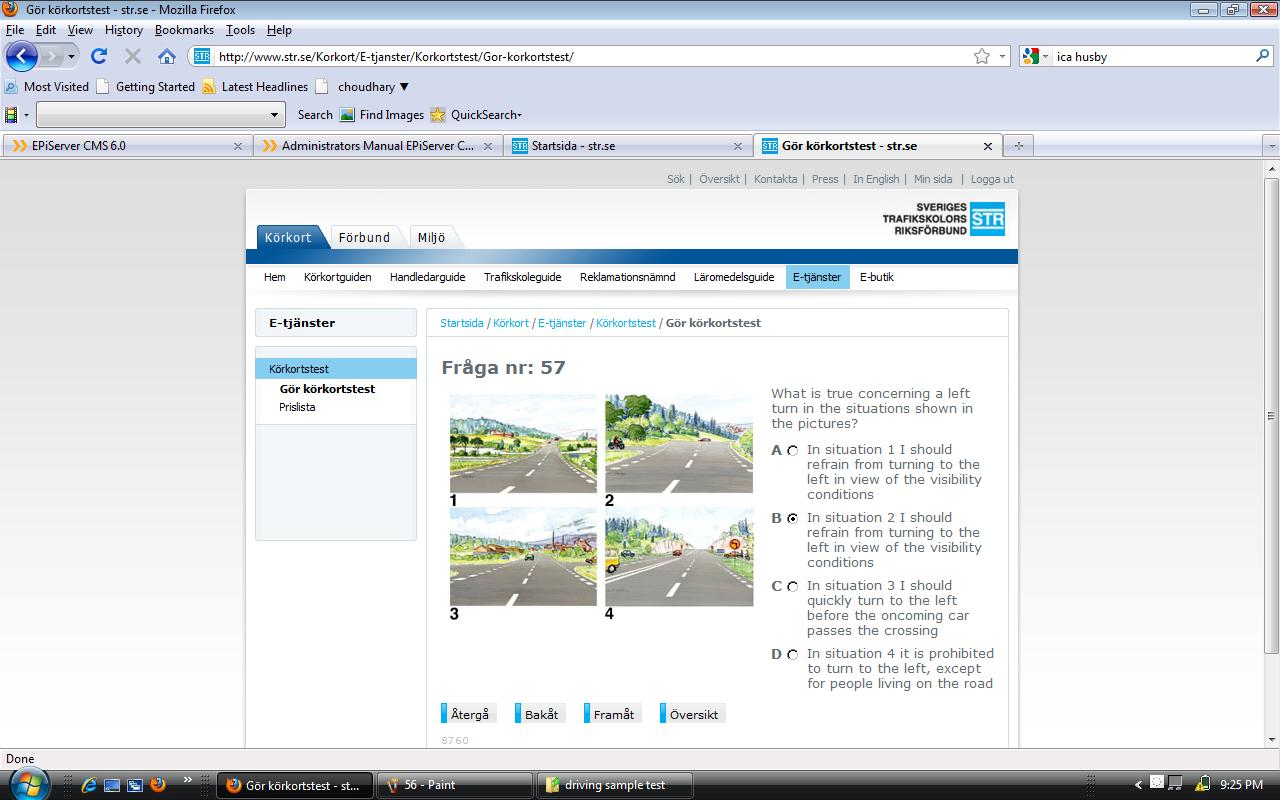 Gör körkortstest - str.se - Mozilla Firefox
File Edit View History Bookmarks Tools Help
STR http://www.str.se/Korkort/E-tjanster/Korkortstest/Gor-korkortstest/ ica husby
Most Visited Getting Started Latest Headlines choudhary ▼
Search Find Images QuickSearch
EPiServer CMS 6.0 Administrators Manual EPiServer C... STR Startsida - str.se STR Gör körkortstest - str.se
Sök | Översikt | Kontakta | Press | In English | Min sida | Logga ut
SVERIGES
TRAFIKSKOLORS STR
RIKSFÖRBUND
Körkort Förbund Miljö
Hem Körkortguiden Handledarguide Trafikskoleguide Reklamationsnämnd Läromedelsguide E-tjänster E-butik
E-tjänster
Körkortstest
Gör körkortstest
Prislista
Startsida / Körkort / E-tjänster / Körkortstest / Gör körkortstest
Fråga nr: 57
1
2
3
4
What is true concerning a left
turn in the situations shown in
the pictures?
A In situation 1 I should
refrain from turning to the
left in view of the visibility
conditions
B In situation 2 I should
refrain from turning to the
left in view of the visibility
conditions
C In situation 3 I should
quickly turn to the left
before the oncoming car
passes the crossing
D In situation 4 it is prohibited
to turn to the left, except
for people living on the road
Återgå Bakåt Framåt Översikt
8760
Done
Gör körkortstest - st... 56 - Paint driving sample test 9:25 PM